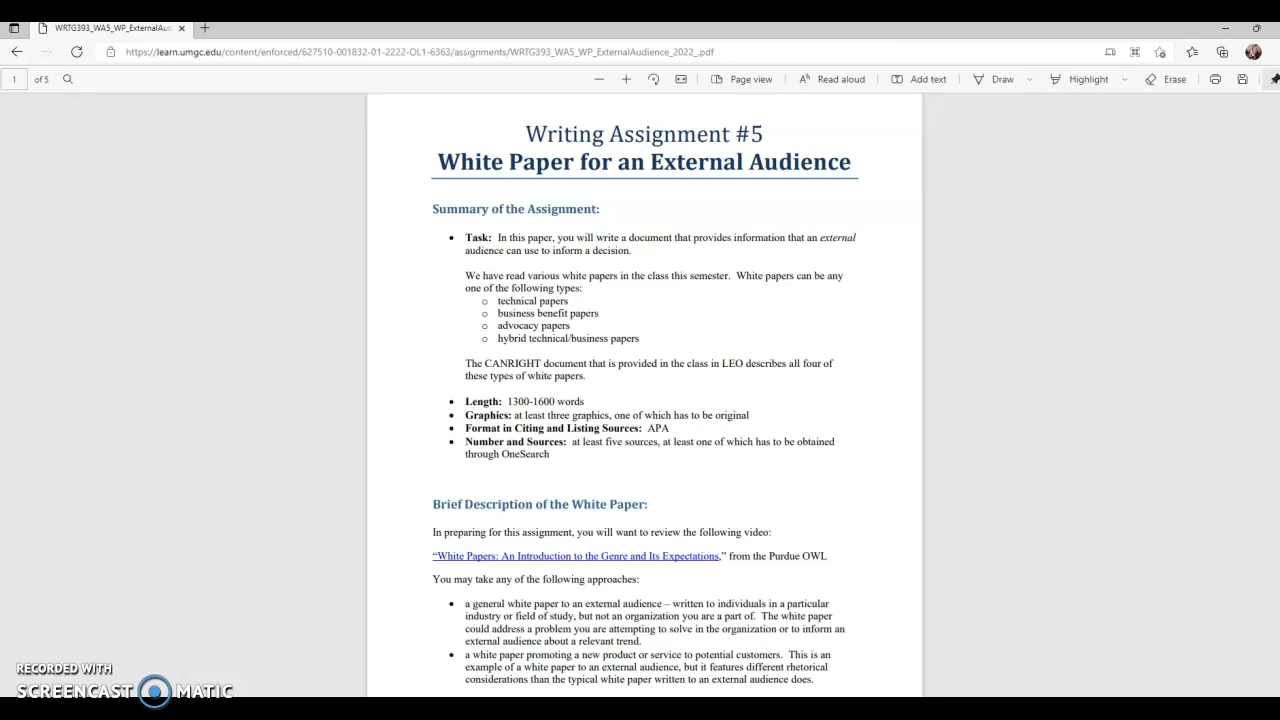 WRTG393_WA5_WP_ExternalAu
https://learn.umgc.edu/content/enforced/627510-001832-01-2222-OL1-6363/assignments/WRTG393_WA5_WP_ExternalAudience_2022_.pdf
1 of 5 Page view Read aloud Add text Draw Highlight Erase
Writing Assignment #5
White Paper for an External Audience
Summary of the Assignment:
• Task: In this paper, you will write a document that provides information that an external
audience can use to inform a decision.
We have read various white papers in the class this semester. White papers can be any
one of the following types:
o technical papers
o business benefit papers
o advocacy papers
o hybrid technical/business papers
The CANRIGHT document that is provided in the class in LEO describes all four of
these types of white papers.
• Length: 1300-1600 words
• Graphics: at least three graphics, one of which has to be original
• Format in Citing and Listing Sources: APA
• Number and Sources: at least five sources, at least one of which has to be obtained
through OneSearch
Brief Description of the White Paper:
In preparing for this assignment, you will want to review the following video:
“White Papers: An Introduction to the Genre and Its Expectations,” from the Purdue OWL
You may take any of the following approaches:
• a general white paper to an external audience – written to individuals in a particular
industry or field of study, but not an organization you are a part of. The white paper
could address a problem you are attempting to solve in the organization or to inform an
external audience about a relevant trend.
• a white paper promoting a new product or service to potential customers. This is an
example of a white paper to an external audience, but it features different rhetorical
considerations than the typical white paper written to an external audience does.
RECORDED WITH
SCREENCAST MATIC